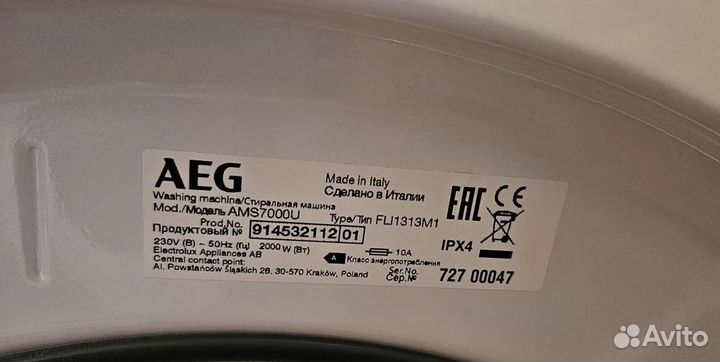 AEG
Made in Italy
Сделано в Италии
EAC CE
Washing machine/Стиральная машина
Mod./Модель AMS7000U Type/Тип FLI1313M1
Prod.No.
Продуктовый № 914532112 01
IPX4
230V (В) ~ 50Hz (Гц) 2000 W (Вт) 10A
Electrolux Appliances AB
A Класс энергопотребления
Central contact point:
Al. Powstańców Śląskich 26, 30-570 Kraków, Poland
Ser.No.
Сер.№ 727 00047
Avito